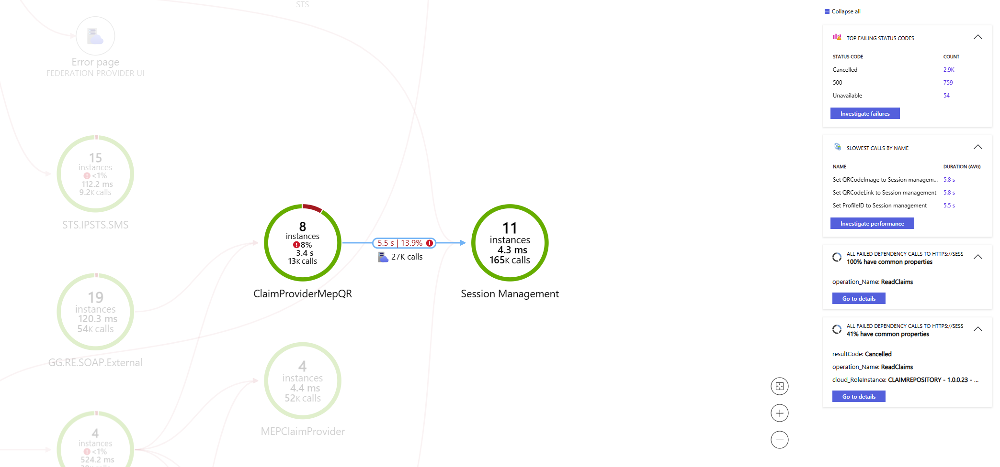 STS
Error page
FEDERATION PROVIDER UI
15
instances
<1%
112.2 ms
9.2K calls
STS.IPSTS.SMS
19
instances
120.3 ms
54K calls
GG.RE.SOAP.External
4
instances
<1%
524.2 ms
8
instances
8%
3.4 s
13K calls
ClaimProviderMepQR
5.5 s | 13.9%
27K calls
11
instances
4.3 ms
165K calls
Session Management
4
instances
4.4 ms
52K calls
MEPClaimProvider
Collapse all
TOP FAILING STATUS CODES
STATUS CODE COUNT
Cancelled 2.9K
500 759
Unavailable 54
Investigate failures
SLOWEST CALLS BY NAME
NAME DURATION (AVG)
Set QRCodeImage to Session managem... 5.8 s
Set QRCodeLink to Session management 5.8 s
Set ProfileID to Session management 5.5 s
Investigate performance
ALL FAILED DEPENDENCY CALLS TO HTTPS://SESS
100% have common properties
operation_Name: ReadClaims
Go to details
ALL FAILED DEPENDENCY CALLS TO HTTPS://SESS
41% have common properties
resultCode: Cancelled
operation_Name: ReadClaims
cloud_RoleInstance: CLAIMREPOSITORY - 1.0.0.23 - ...
Go to details